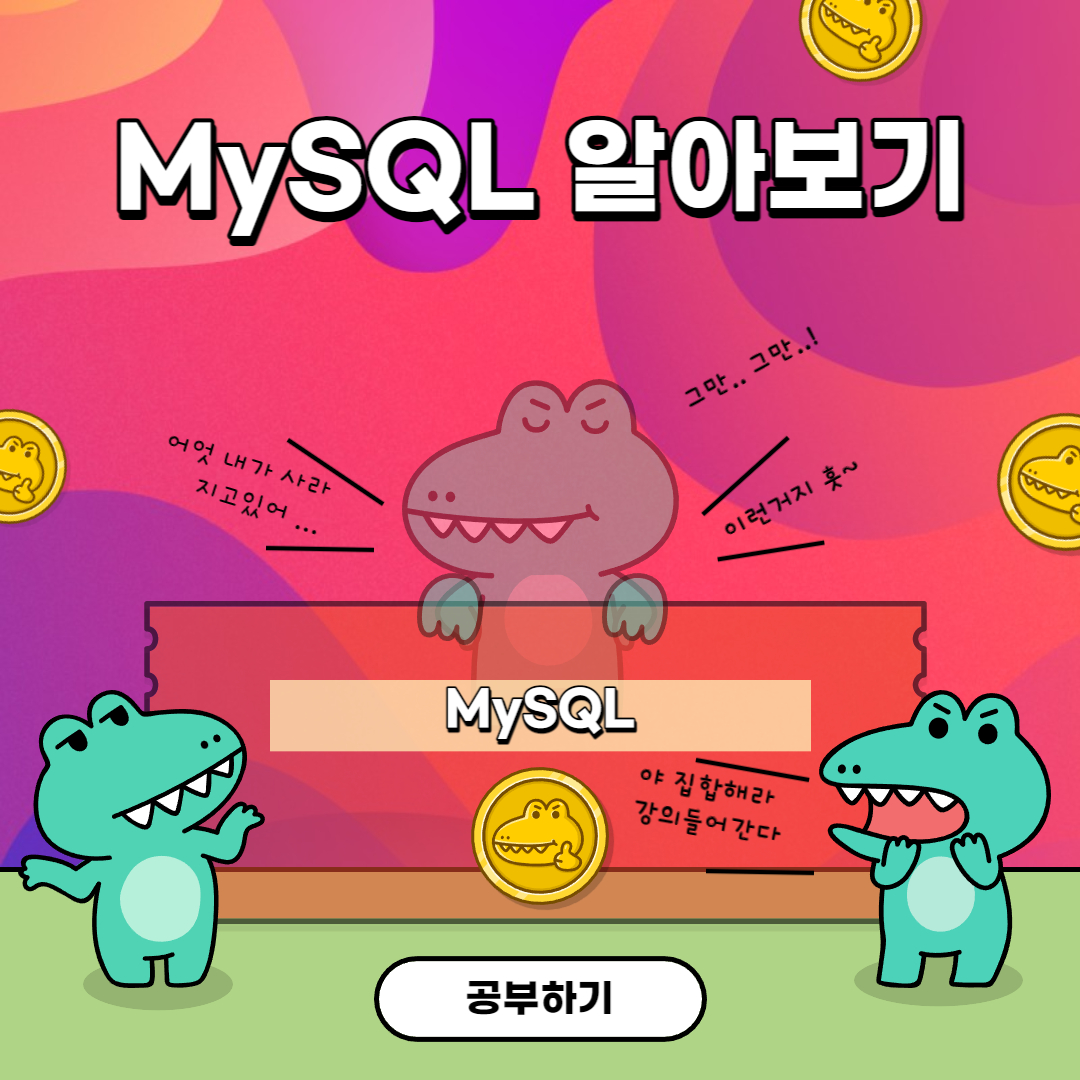 MySQL 알아보기
그만.. 그만..!
어엇 내가 사라
지고있어 ...
이런거지 훗~
MySQL
야 집합해라
강의들어간다
공부하기